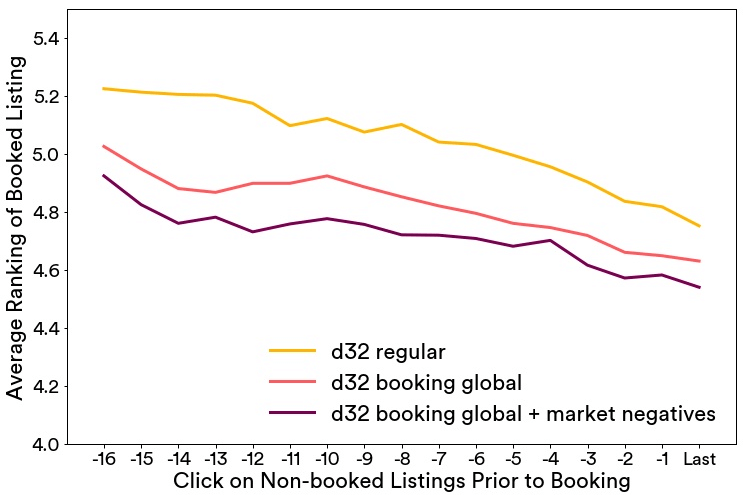 Average Ranking of Booked Listing
5.4
5.2
5.0
4.8
4.6
4.4
4.2
4.0
d32 regular
d32 booking global
d32 booking global + market negatives
-16 -15 -14 -13 -12 -11 -10 -9 -8 -7 -6 -5 -4 -3 -2 -1 Last
Click on Non-booked Listings Prior to Booking